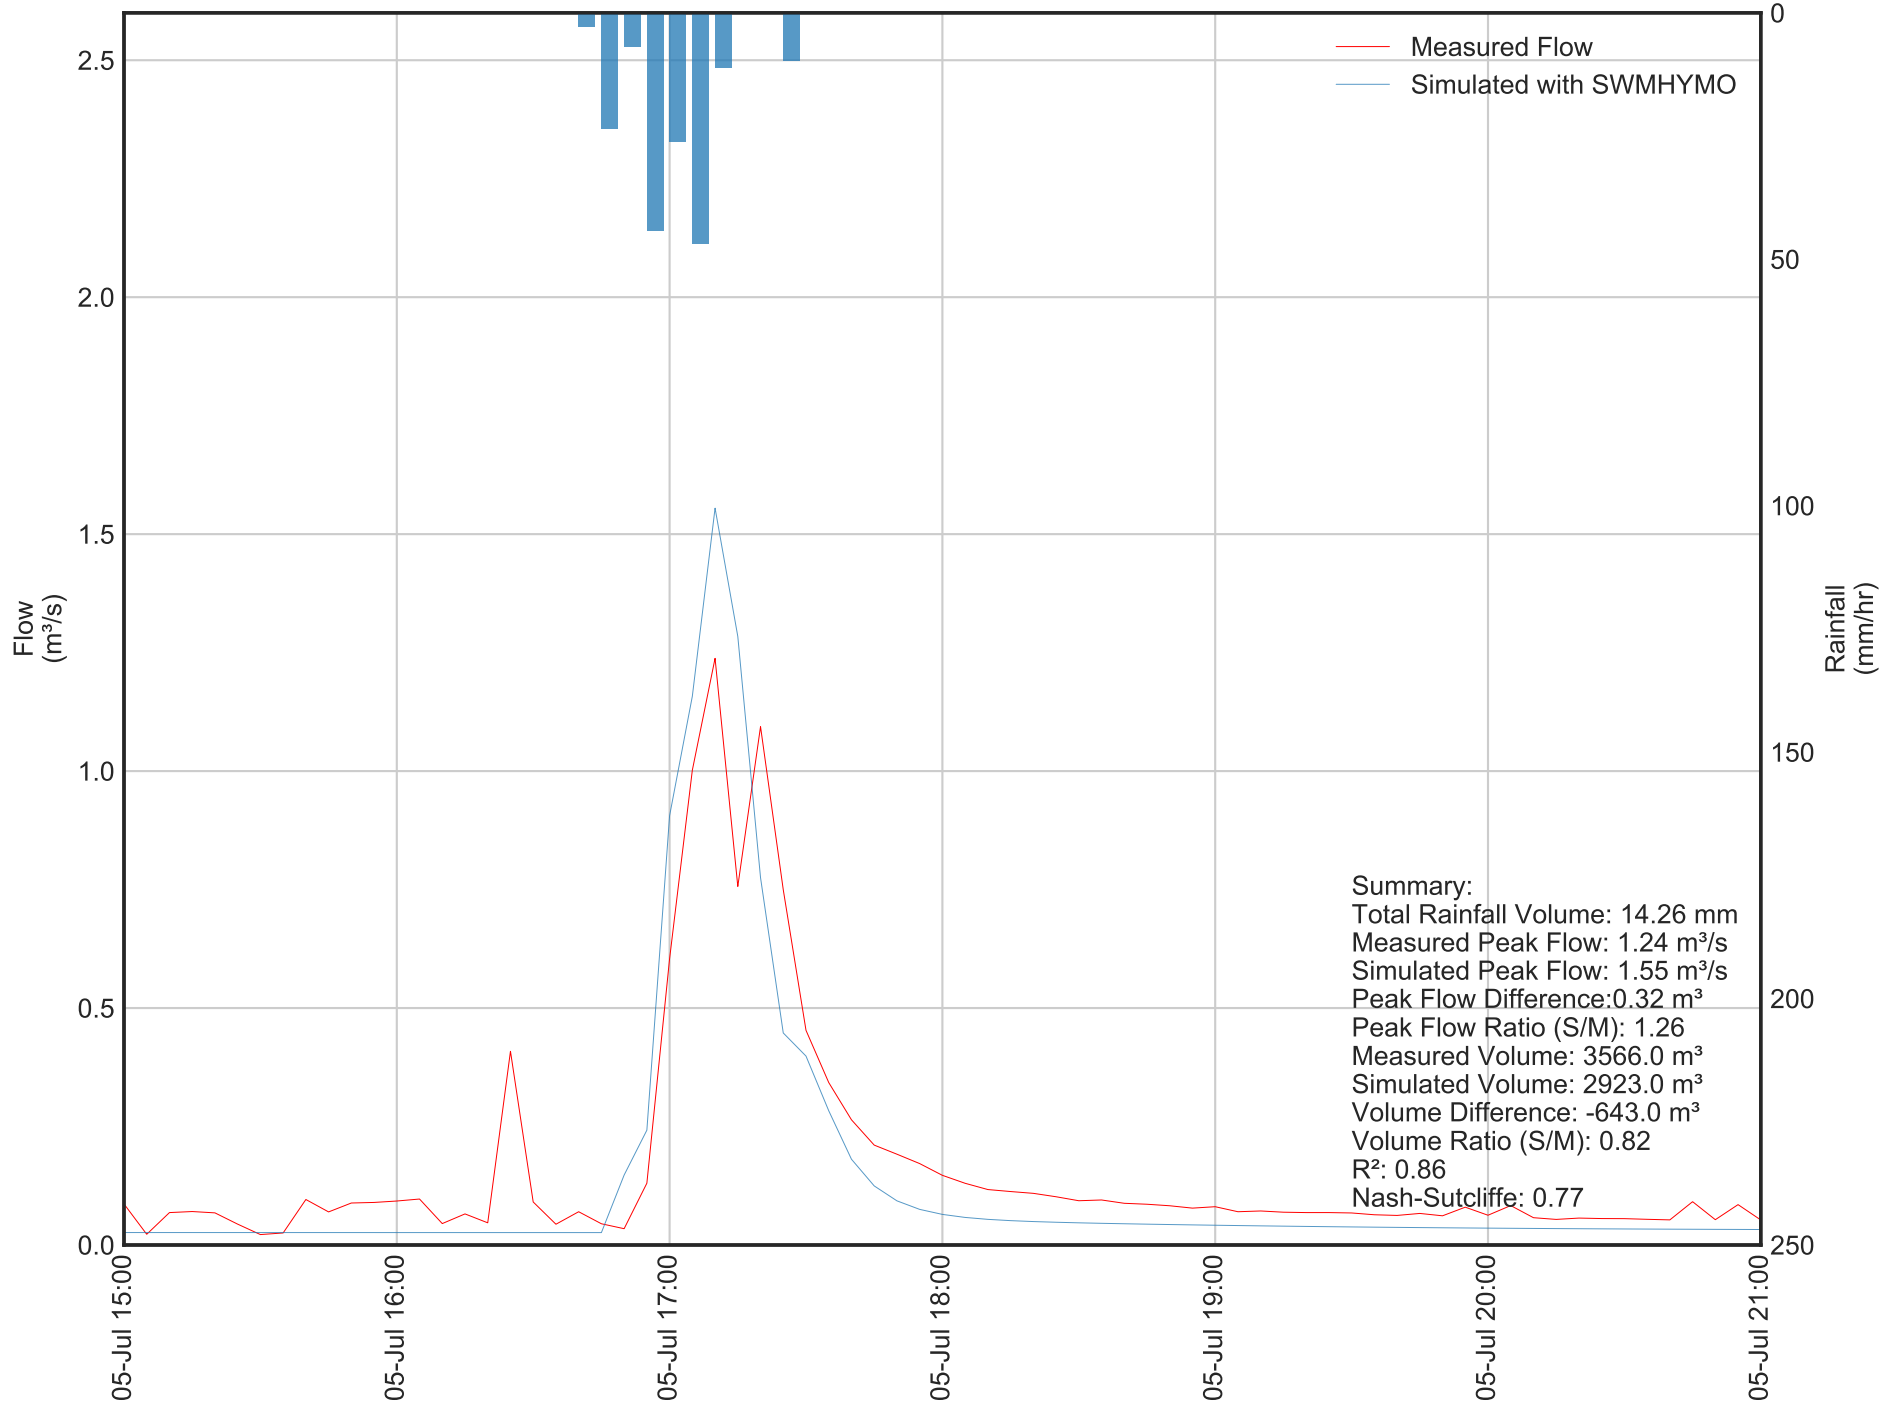 Measured Flow
Simulated with SWMHYMO
2.5
2.0
1.5
1.0
0.5
0.0
Flow
(m³/s)
0
50
100
150
200
250
Rainfall
(mm/hr)
Summary:
Total Rainfall Volume: 14.26 mm
Measured Peak Flow: 1.24 m³/s
Simulated Peak Flow: 1.55 m³/s
Peak Flow Difference:0.32 m³
Peak Flow Ratio (S/M): 1.26
Measured Volume: 3566.0 m³
Simulated Volume: 2923.0 m³
Volume Difference: -643.0 m³
Volume Ratio (S/M): 0.82
R²: 0.86
Nash-Sutcliffe: 0.77
05-Jul 15:00
05-Jul 16:00
05-Jul 17:00
05-Jul 18:00
05-Jul 19:00
05-Jul 20:00
05-Jul 21:00